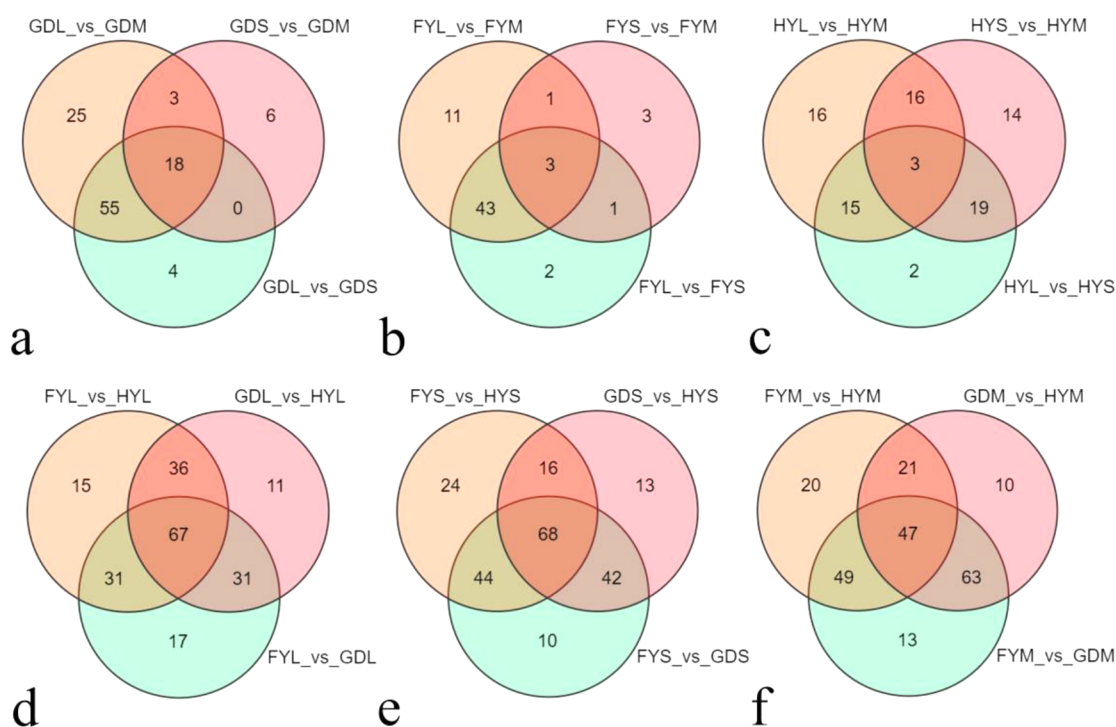 GDL_vs_GDM GDS_vs_GDM
25 3 6
18
55 0
4
GDL_vs_GDS
a
FYL_vs_FYM FYS_vs_FYM
11 1 3
3
43 1
2
FYL_vs_FYS
b
HYL_vs_HYM HYS_vs_HYM
16 16 14
3
15 19
2
HYL_vs_HYS
c
FYL_vs_HYL GDL_vs_HYL
15 36 11
67
31 31
17
FYL_vs_GDL
d
FYS_vs_HYS GDS_vs_HYS
24 16 13
68
44 42
10
FYS_vs_GDS
e
FYM_vs_HYM GDM_vs_HYM
20 21 10
47
49 63
13
FYM_vs_GDM
f